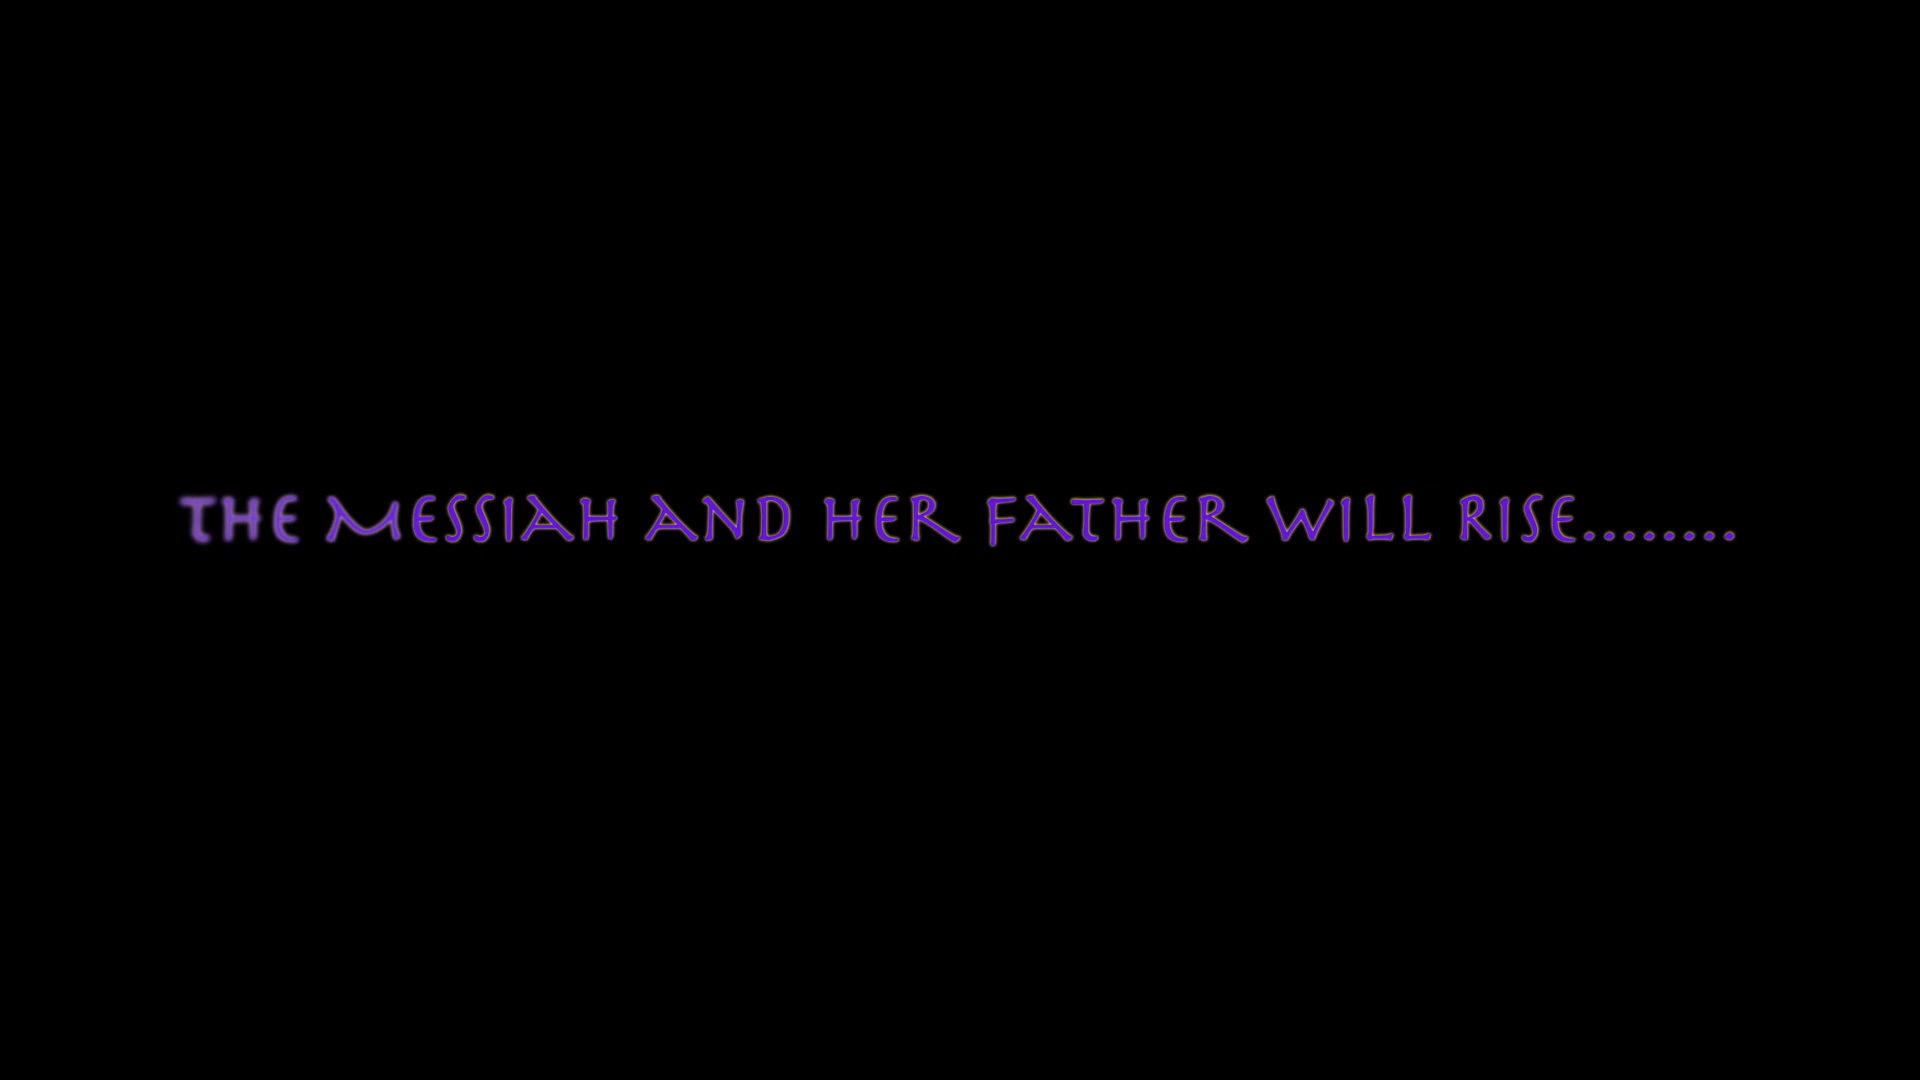 The Messiah and her Father will rise........